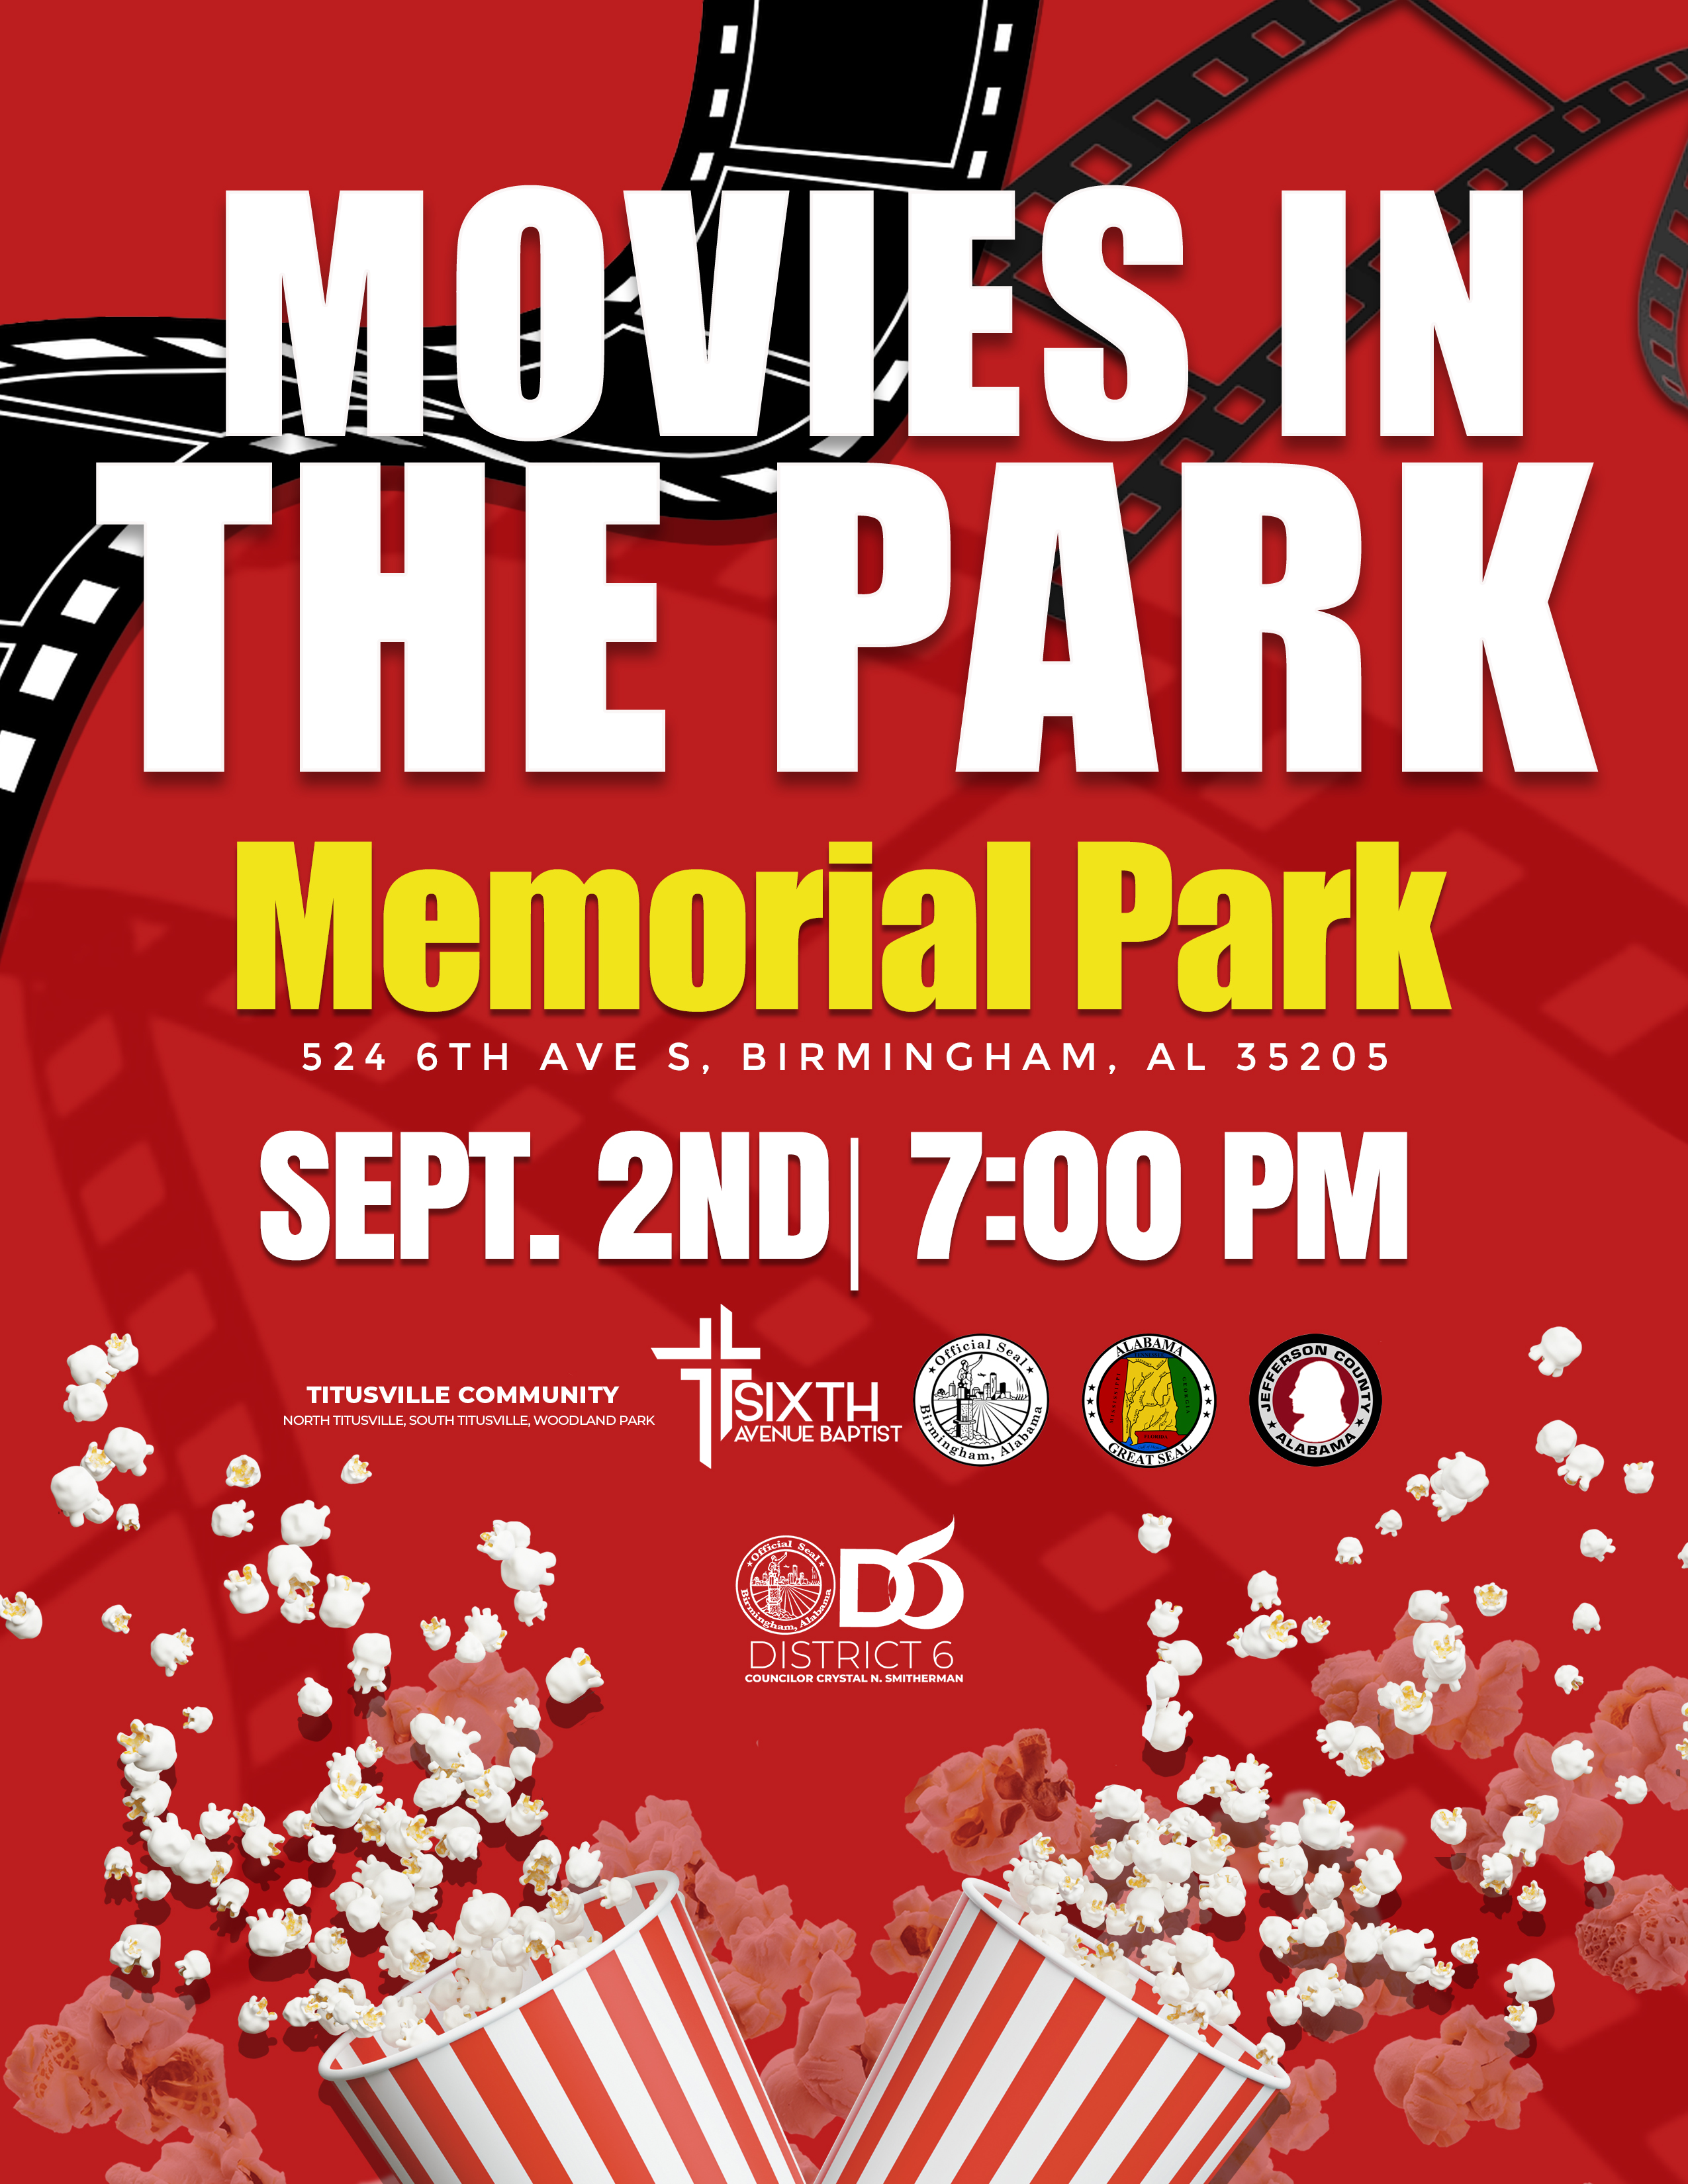 MOVIES IN
THE PARK
Memorial Park
524 6TH AVE S, BIRMINGHAM, AL 35205
SEPT. 2ND| 7:00 PM
TITUSVILLE COMMUNITY
NORTH TITUSVILLE, SOUTH TITUSVILLE, WOODLAND PARK
SIXTH
AVENUE BAPTIST
Official Seal
Birmingham, Alabama
ALABAMA
GEORGIA
FLORIDA
GREAT SEAL
JEFFERSON COUNTY
ALABAMA
Official Seal
Birmingham, Alabama
D6
DISTRICT 6
COUNCILOR CRYSTAL N. SMITHERMAN